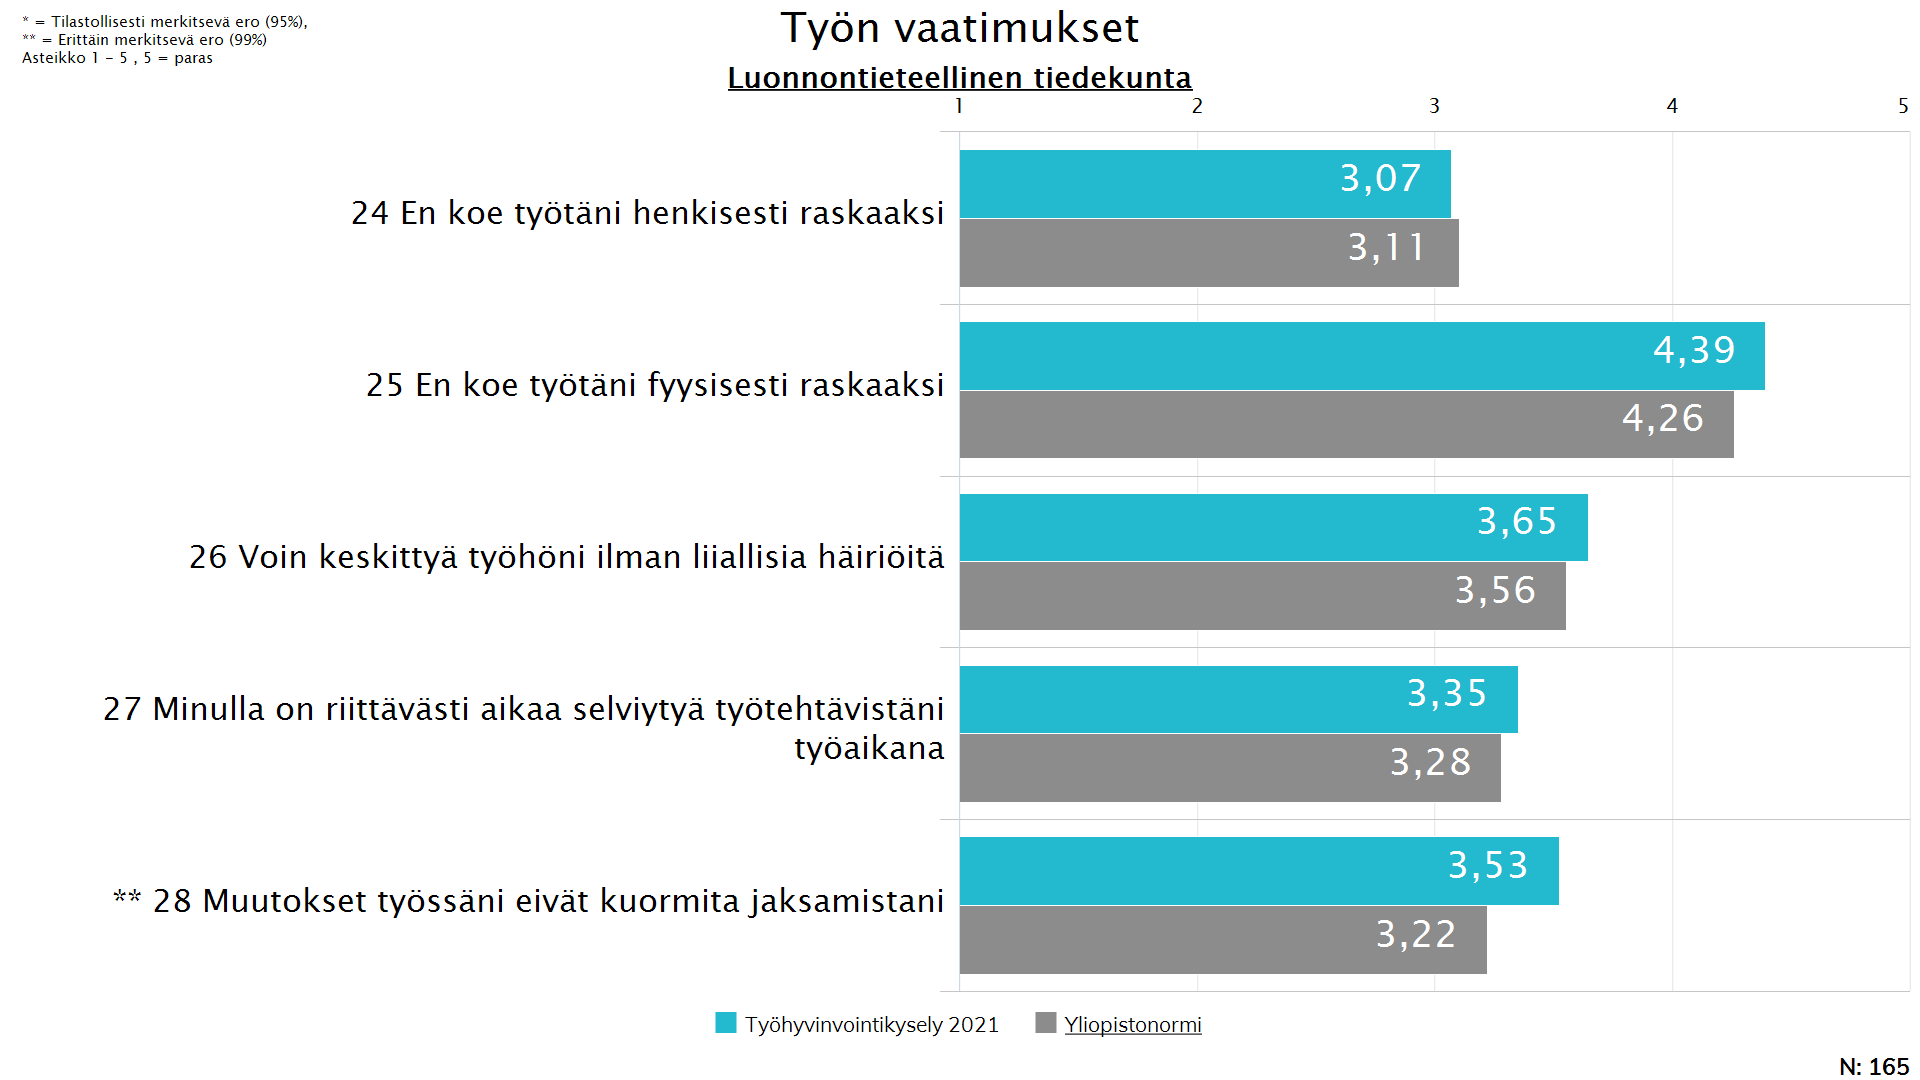 * = Tilastollisesti merkitsevä ero (95%),
** = Erittäin merkitsevä ero (99%)
Asteikko 1 - 5 , 5 = paras
Työn vaatimukset
Luonnontieteellinen tiedekunta
1 2 3 4 5
24 En koe työtäni henkisesti raskaaksi
3,07
3,11
25 En koe työtäni fyysisesti raskaaksi
4,39
4,26
26 Voin keskittyä työhöni ilman liiallisia häiriöitä
3,65
3,56
27 Minulla on riittävästi aikaa selviytyä työtehtävistäni
työaikana
3,35
3,28
** 28 Muutokset työssäni eivät kuormita jaksamistani
3,53
3,22
Työhyvinvointikysely 2021 Yliopistonormi
N: 165